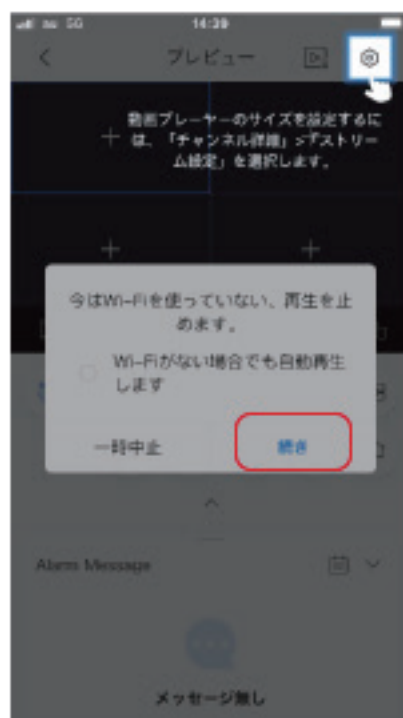 5G 14:39
プレビュー
動画プレーヤーのサイズを設定するに
は、「チャンネル詳細」>「ストリー
ム設定」を選択します。
今はWi-Fiを使っていない、再生を止
めます。
Wi-Fiがない場合でも自動再生
します
一時中止
続き
Alarm Message
メッセージ無し